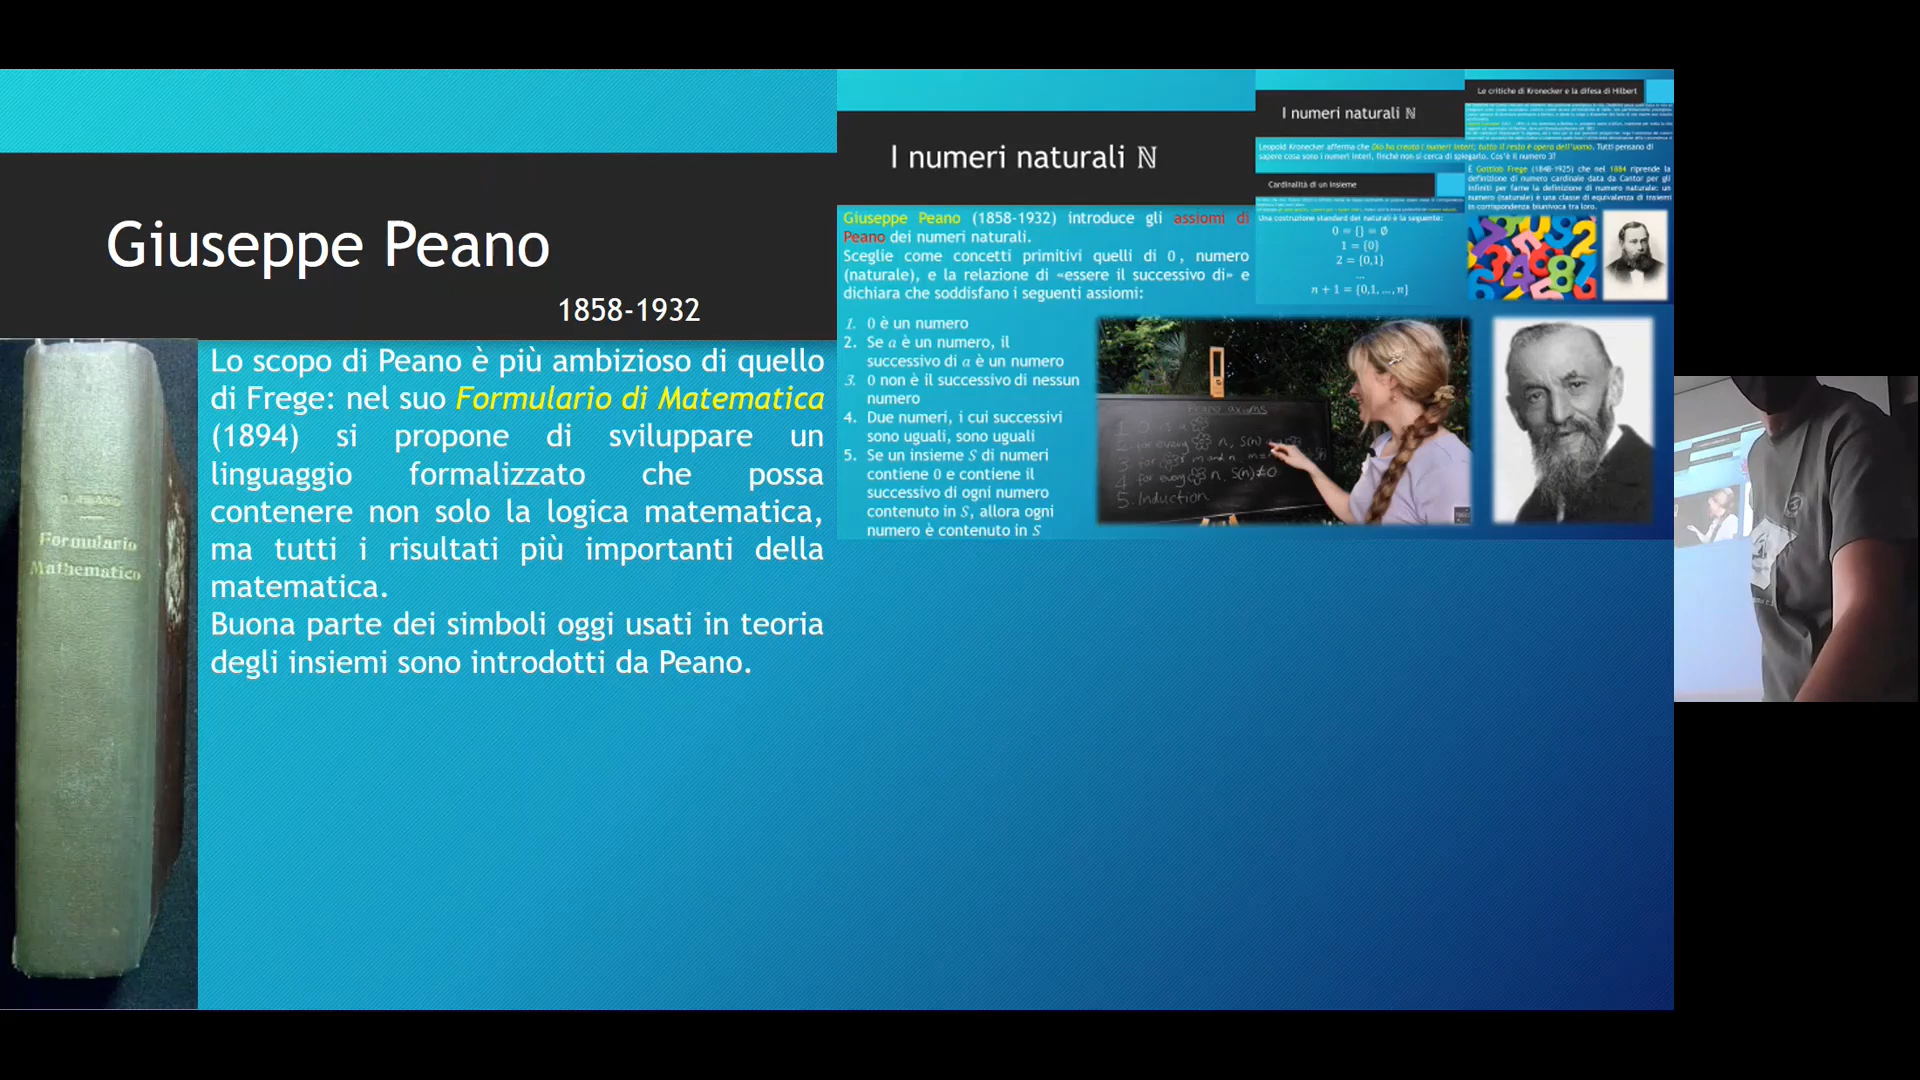 Giuseppe Peano
1858-1932
Formulario
Mathematico
Lo scopo di Peano è più ambizioso di quello
di Frege: nel suo Formulario di Matematica
(1894) si propone di sviluppare un
linguaggio formalizzato che possa
contenere non solo la logica matematica,
ma tutti i risultati più importanti della
matematica.
Buona parte dei simboli oggi usati in teoria
degli insiemi sono introdotti da Peano.
I numeri naturali ℕ
Giuseppe Peano (1858-1932) introduce gli assiomi di
Peano dei numeri naturali.
Sceglie come concetti primitivi quelli di 0, numero
(naturale), e la relazione di «essere il successivo di» e
dichiara che soddisfano i seguenti assiomi:
1. 0 è un numero
2. Se a è un numero, il
successivo di a è un numero
3. 0 non è il successivo di nessun
numero
4. Due numeri, i cui successivi
sono uguali, sono uguali
5. Se un insieme S di numeri
contiene 0 e contiene il
successivo di ogni numero
contenuto in S, allora ogni
numero è contenuto in S
Peano axioms
5. Induction
I numeri naturali ℕ
Leopold Kronecker afferma che Dio ha creato i numeri interi; tutto il resto è opera dell'uomo. Tutti pensano di
sapere cosa sono i numeri interi, finché non si cerca di spiegarlo. Cos'è il numero 3?
Cardinalità di un insieme
Una costruzione standard dei naturali è la seguente:
0 = {} = ∅
1 = {0}
2 = {0,1}
...
n + 1 = {0,1, ..., n}
Le critiche di Kronecker e la difesa di Hilbert
È Gottlob Frege (1848-1925) che nel 1884 riprende la
definizione di numero cardinale data da Cantor per gli
infiniti per farne la definizione di numero naturale: un
numero (naturale) è una classe di equivalenza di insiemi
in corrispondenza biunivoca tra loro.